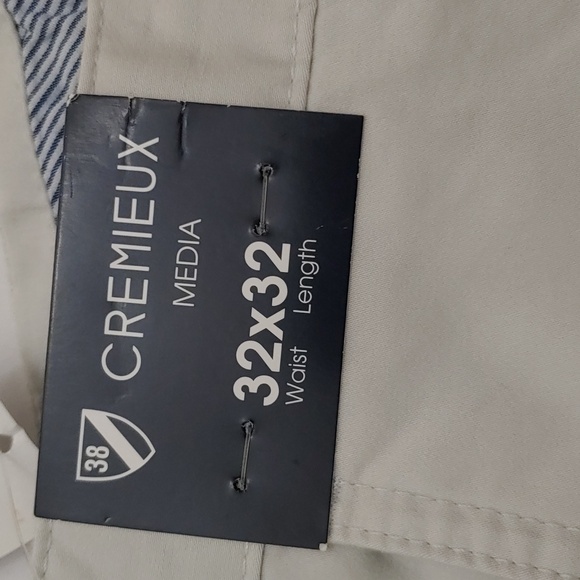 38
CREMIEUX
MEDIA
32x32
Waist Length